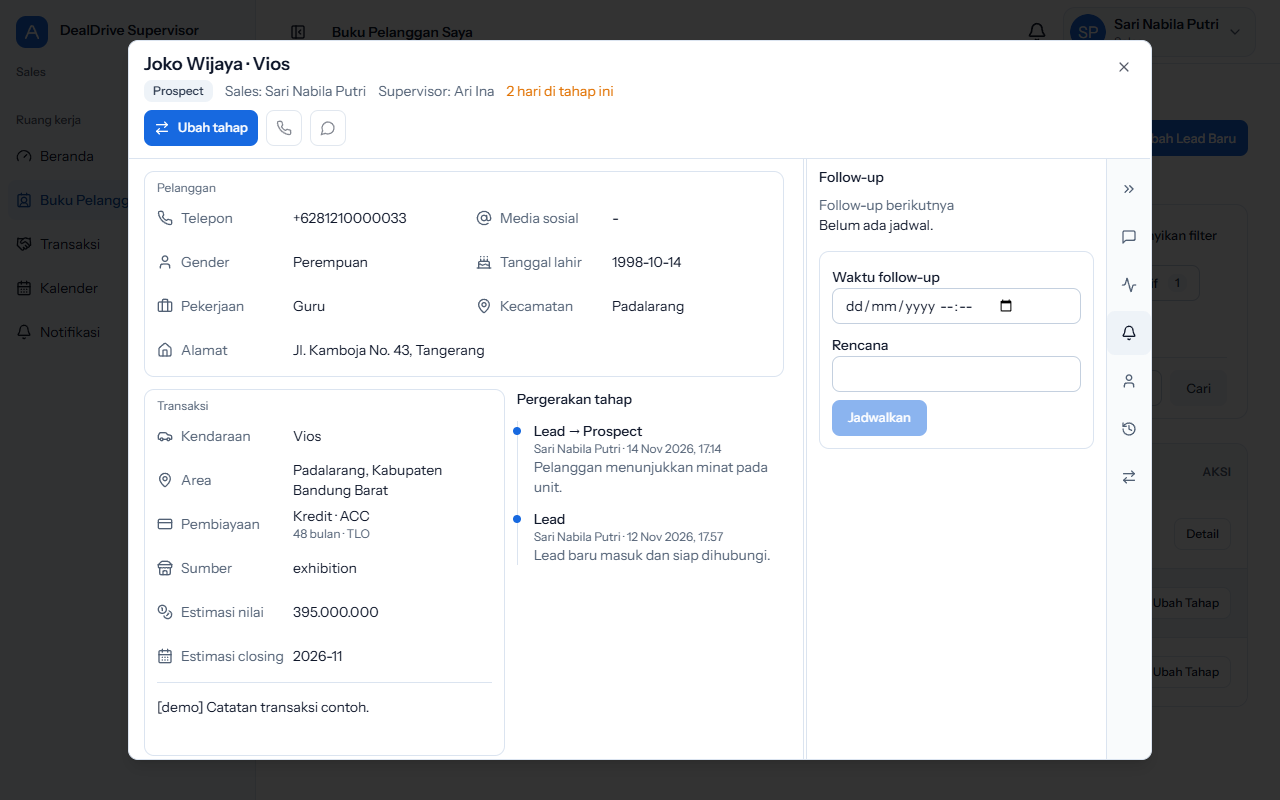 DealDrive Supervisor
Buku Pelanggan Saya
SP
Sari Nabila Putri
Sales
Ruang kerja
Beranda
Buku Pelangg
Transaksi
Kalender
Notifikasi
Joko Wijaya · Vios
Prospect
Sales: Sari Nabila Putri
Supervisor: Ari Ina
2 hari di tahap ini
Ubah tahap
Pelanggan
Telepon
+6281210000033
Media sosial
-
Gender
Perempuan
Tanggal lahir
1998-10-14
Pekerjaan
Guru
Kecamatan
Padalarang
Alamat
Jl. Kamboja No. 43, Tangerang
Transaksi
Kendaraan
Vios
Area
Padalarang, Kabupaten
Bandung Barat
Pembiayaan
Kredit · ACC
48 bulan · TLO
Sumber
exhibition
Estimasi nilai
395.000.000
Estimasi closing
2026-11
[demo] Catatan transaksi contoh.
Pergerakan tahap
Lead → Prospect
Sari Nabila Putri · 14 Nov 2026, 17.14
Pelanggan menunjukkan minat pada
unit.
Lead
Sari Nabila Putri · 12 Nov 2026, 17.57
Lead baru masuk dan siap dihubungi.
Follow-up
Follow-up berikutnya
Belum ada jadwal.
Waktu follow-up
dd/mm/yyyy --:--
Rencana
Jadwalkan
bah Lead Baru
yikan filter
if 1
Cari
AKSI
Detail
Ubah Tahap
Ubah Tahap